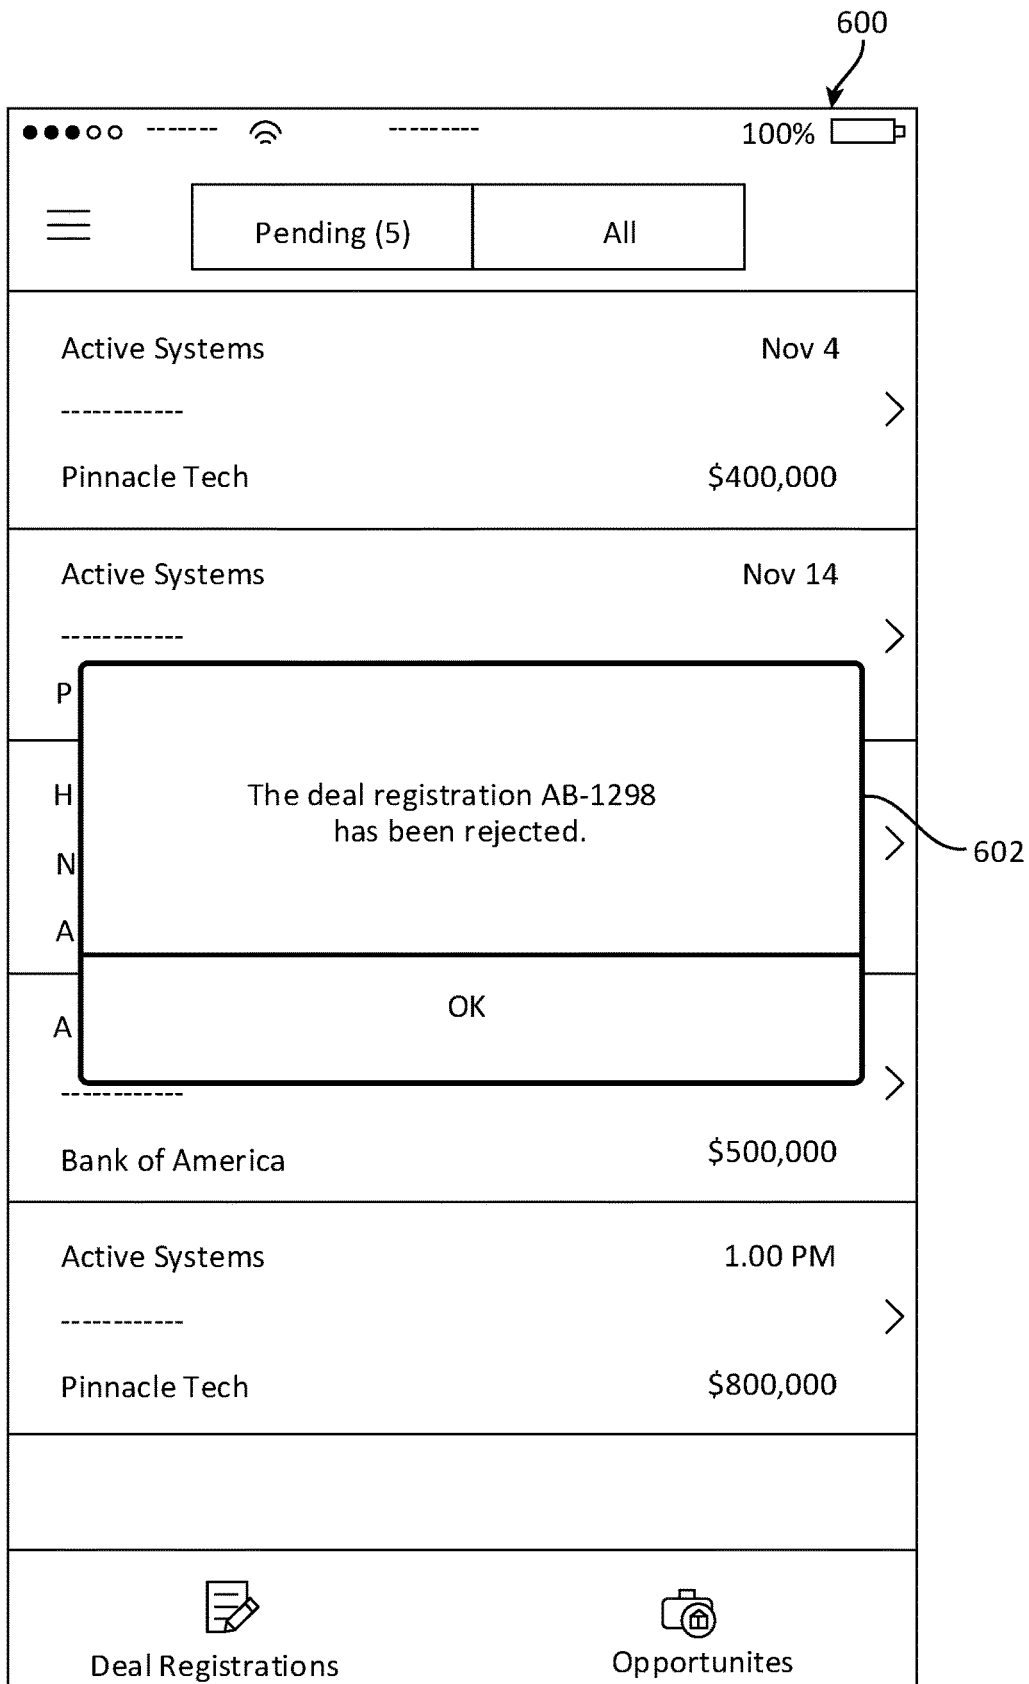 600
100%
Pending (5) All
Active Systems Nov 4
------------
Pinnacle Tech $400,000
Active Systems Nov 14
------------
P
H
The deal registration AB-1298
has been rejected.
602
N
A
OK
A
------------
Bank of America $500,000
Active Systems 1.00 PM
------------
Pinnacle Tech $800,000
Deal Registrations Opportunites